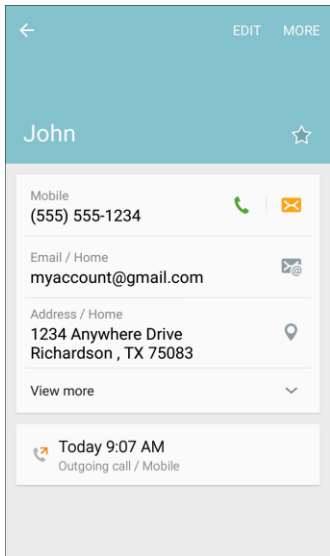 EDIT MORE
John
Mobile
(555) 555-1234
Email / Home
myaccount@gmail.com
Address / Home
1234 Anywhere Drive
Richardson , TX 75083
View more
Today 9:07 AM
Outgoing call / Mobile